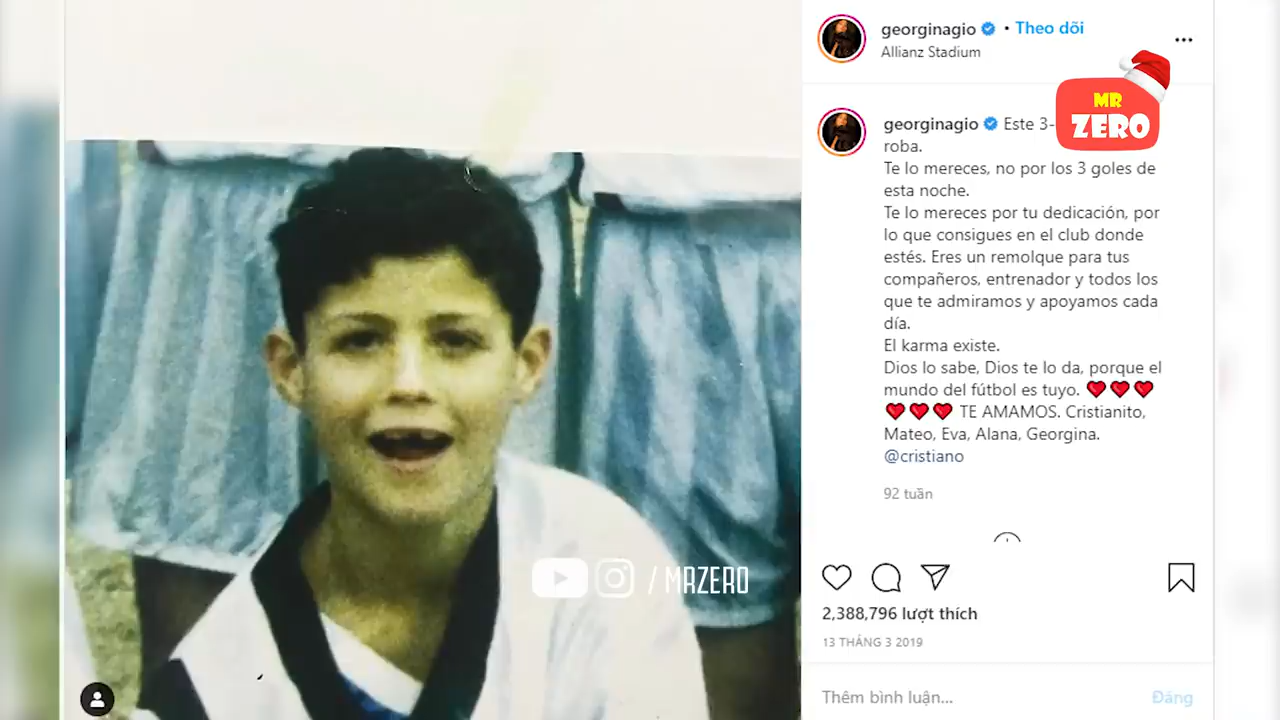 georginagio • Theo dõi
Allianz Stadium
MR
ZERO
georginagio Este 3-
roba.
Te lo mereces, no por los 3 goles de
esta noche.
Te lo mereces por tu dedicación, por
lo que consigues en el club donde
estés. Eres un remolque para tus
compañeros, entrenador y todos los
que te admiramos y apoyamos cada
día.
El karma existe.
Dios lo sabe, Dios te lo da, porque el
mundo del fútbol es tuyo. ❤️❤️❤️
❤️❤️❤️ TE AMAMOS. Cristianito,
Mateo, Eva, Alana, Georgina.
@cristiano
92 tuần
/ MRZERO
2,388,796 lượt thích
13 THÁNG 3 2019
Thêm bình luận... Đăng